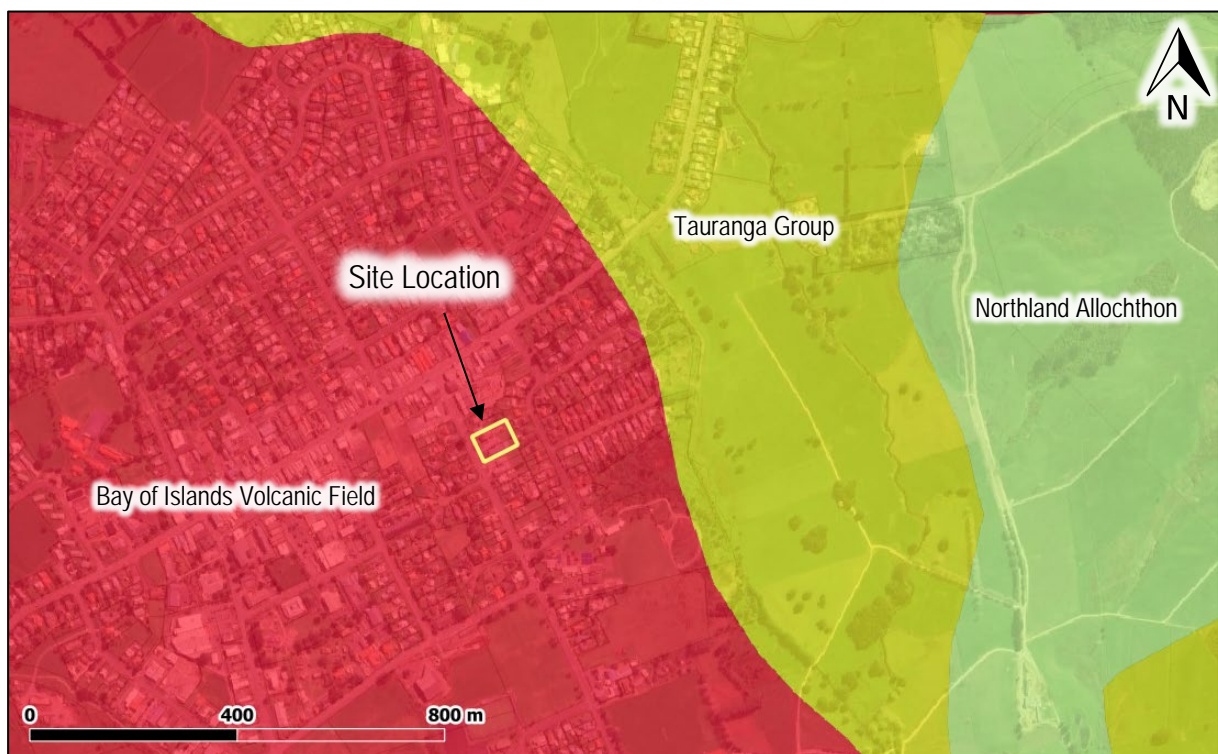 N
Tauranga Group
Site Location
Northland Allochthon
Bay of Islands Volcanic Field
0 400 800 m